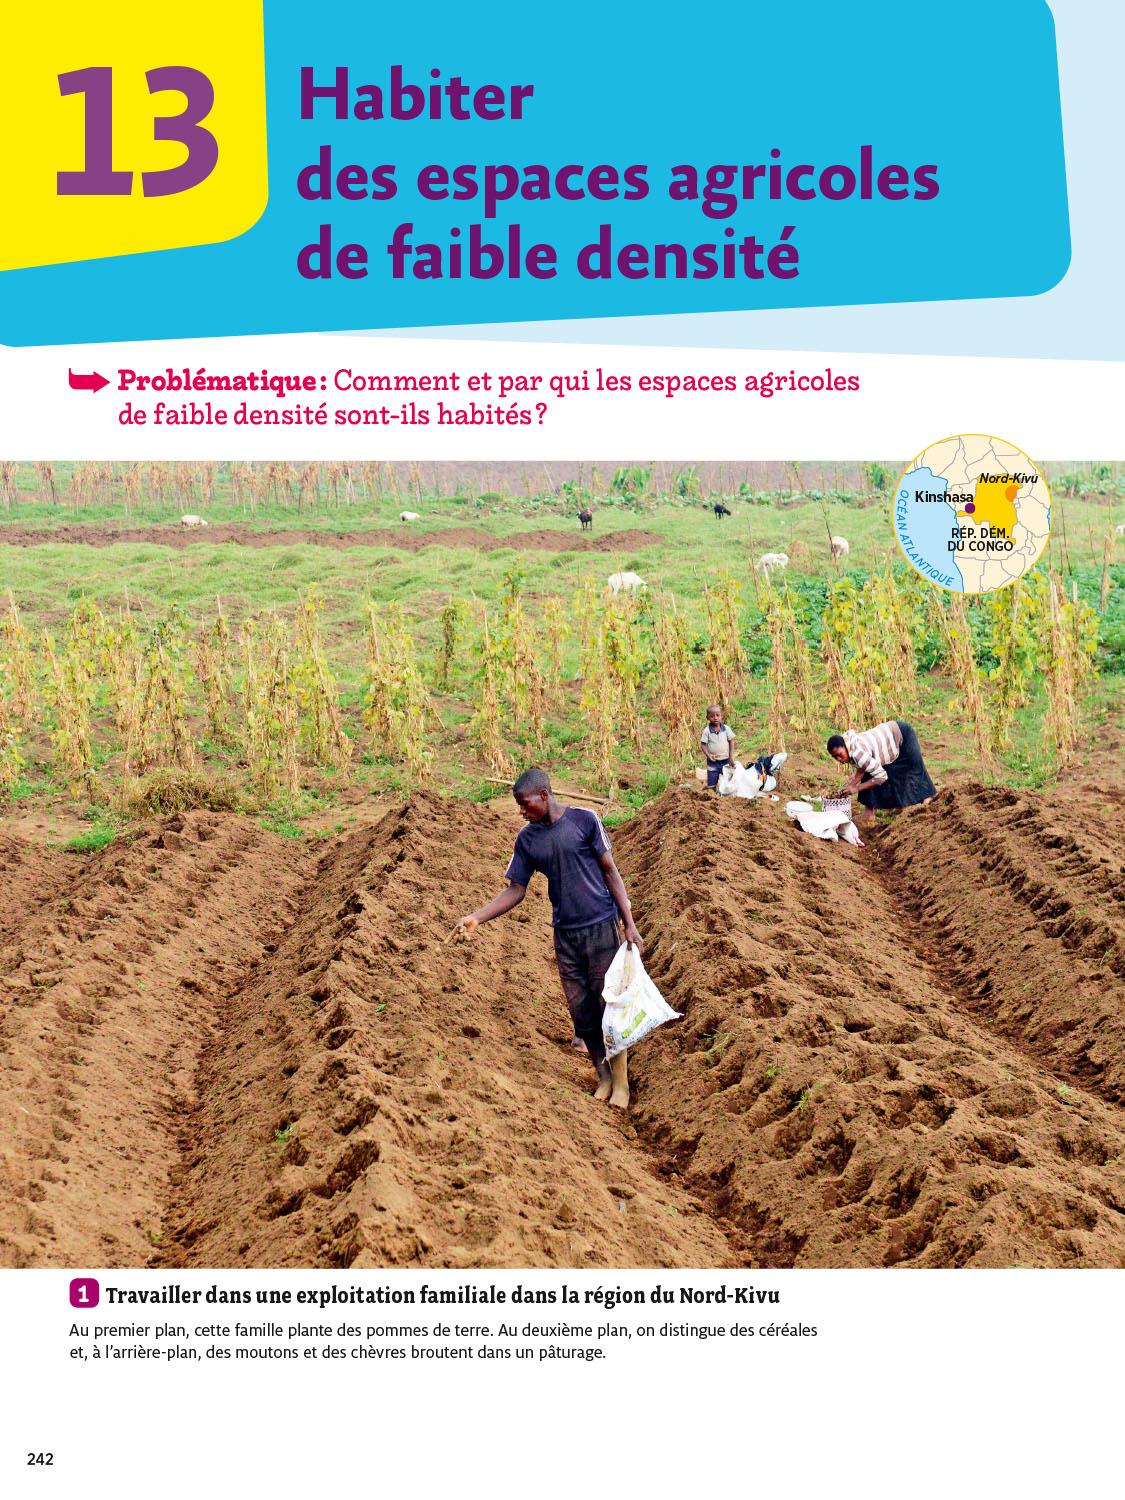 13
Habiter
des espaces agricoles
de faible densité
Problématique : Comment et par qui les espaces agricoles
de faible densité sont-ils habités ?
Nord-Kivu
Kinshasa
RÉP. DÉM.
DU CONGO
OCÉAN ATLANTIQUE
1 Travailler dans une exploitation familiale dans la région du Nord-Kivu
Au premier plan, cette famille plante des pommes de terre. Au deuxième plan, on distingue des céréales
et, à l’arrière-plan, des moutons et des chèvres broutent dans un pâturage.
242